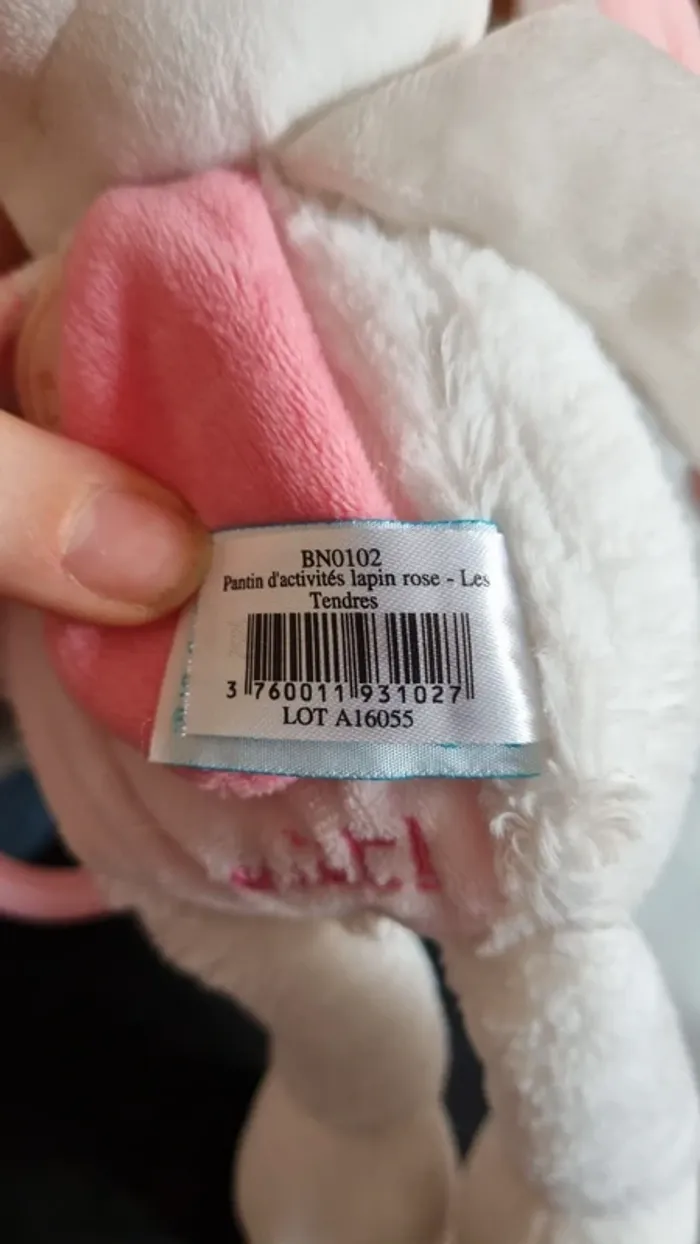 BN0102
Pantin d'activités lapin rose - Les
Tendres
3 760011 931027
LOT A16055